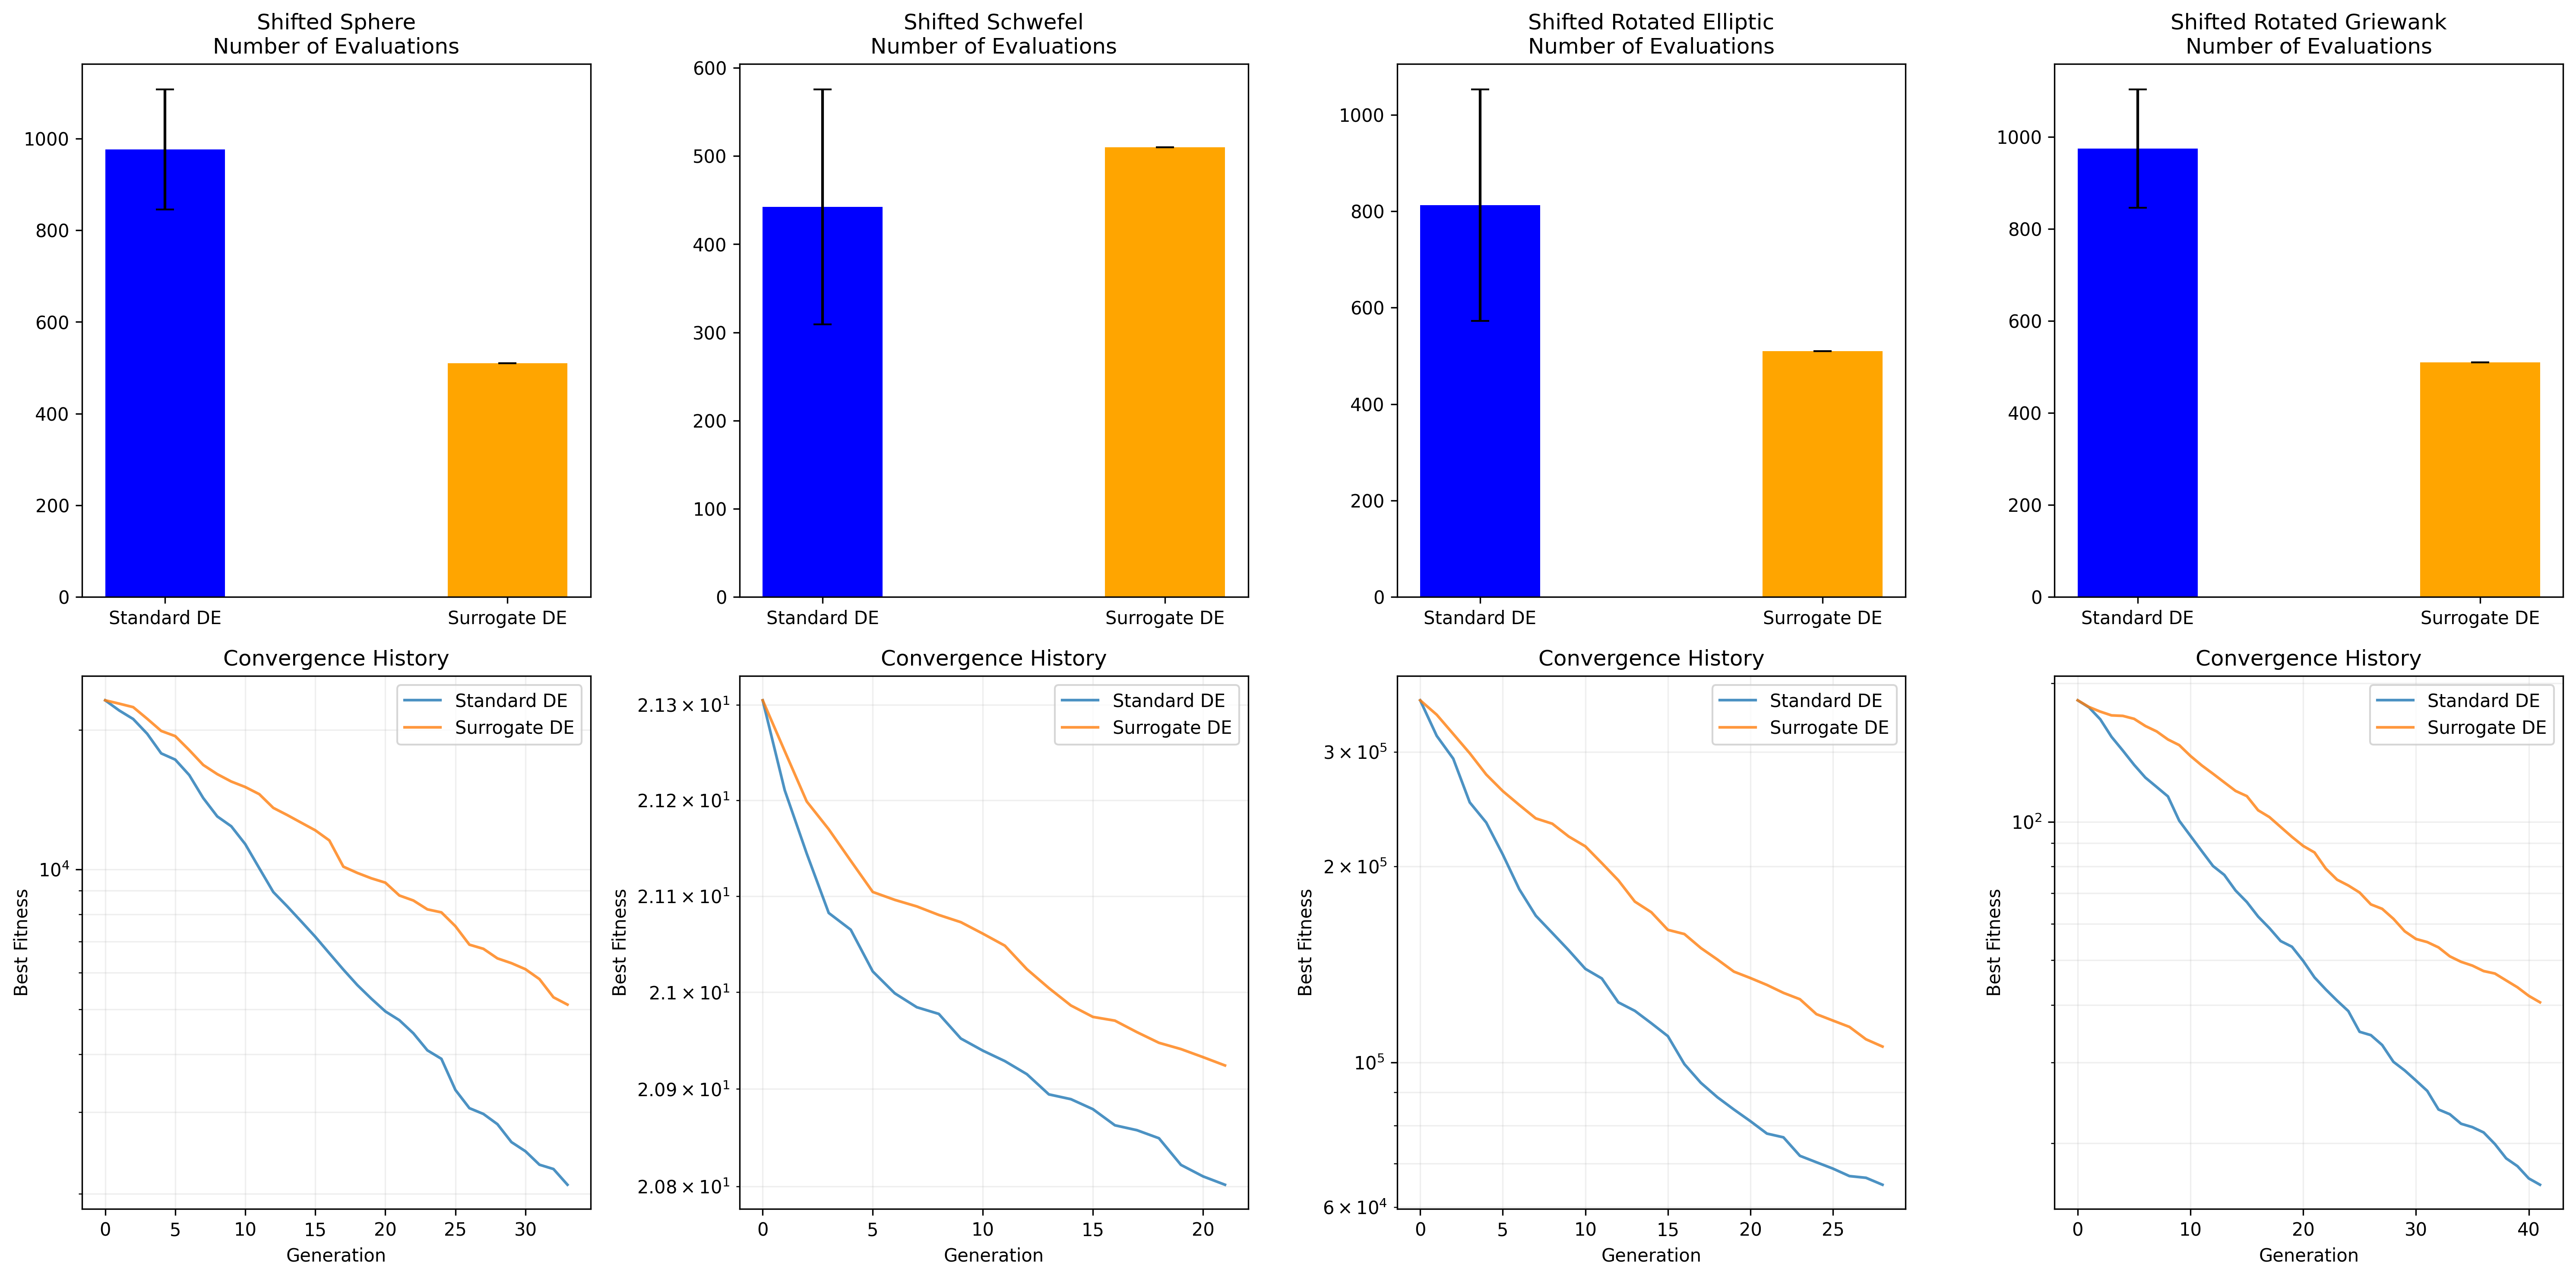 Shifted Sphere
Number of Evaluations
1000
800
600
400
200
0
Standard DE
Surrogate DE
Shifted Schwefel
Number of Evaluations
600
500
400
300
200
100
0
Standard DE
Surrogate DE
Shifted Rotated Elliptic
Number of Evaluations
1000
800
600
400
200
0
Standard DE
Surrogate DE
Shifted Rotated Griewank
Number of Evaluations
1000
800
600
400
200
0
Standard DE
Surrogate DE
Convergence History
Standard DE
Surrogate DE
Best Fitness
10⁴
0 5 10 15 20 25 30
Generation
Convergence History
Standard DE
Surrogate DE
Best Fitness
2.13 × 10¹
2.12 × 10¹
2.11 × 10¹
2.1 × 10¹
2.09 × 10¹
2.08 × 10¹
0 5 10 15 20
Generation
Convergence History
Standard DE
Surrogate DE
Best Fitness
3 × 10⁵
2 × 10⁵
10⁵
6 × 10⁴
0 5 10 15 20 25
Generation
Convergence History
Standard DE
Surrogate DE
Best Fitness
10²
0 10 20 30 40
Generation